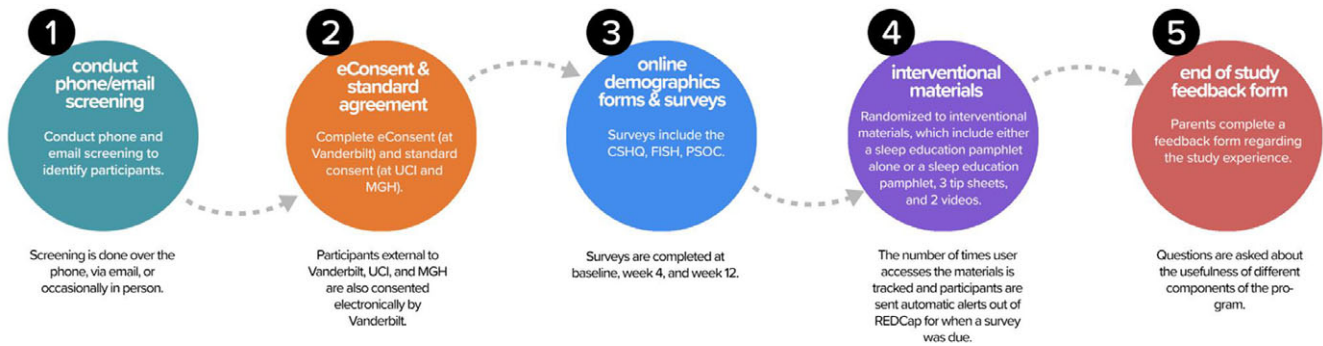 1
conduct
phone/email
screening
Conduct phone and
email screening to
identify participants.
Screening is done over the
phone, via email, or
occasionally in person.
2
eConsent &
standard
agreement
Complete eConsent (at
Vanderbilt) and standard
consent (at UCI and
MGH).
Participants external to
Vanderbilt, UCI, and MGH
are also consented
electronically by
Vanderbilt.
3
online
demographics
forms & surveys
Surveys include the
CSHQ, FISH, PSOC.
Surveys are completed at
baseline, week 4, and week 12.
4
interventional
materials
Randomized to interventional
materials, which include either
a sleep education pamphlet
alone or a sleep education
pamphlet, 3 tip sheets,
and 2 videos.
The number of times user
accesses the materials is
tracked and participants are
sent automatic alerts out of
REDCap for when a survey
was due.
5
end of study
feedback form
Parents complete a
feedback form regarding
the study experience.
Questions are asked about
the usefulness of different
components of the pro-
gram.